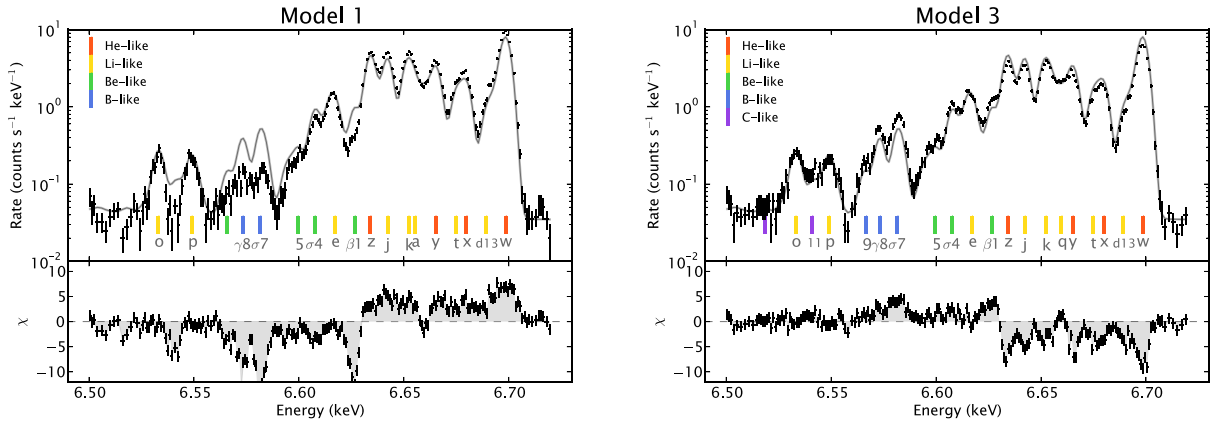 Model 1
10¹
10⁰
10⁻¹
10⁻²
Rate (counts s⁻¹ keV⁻¹)
He-like
Li-like
Be-like
B-like
o p γ8σ7 5σ4 e β1 z j ka y t x d13 w
10
5
0
−5
−10
χ
6.50 6.55 6.60 6.65 6.70
Energy (keV)
Model 3
10¹
10⁰
10⁻¹
10⁻²
Rate (counts s⁻¹ keV⁻¹)
He-like
Li-like
Be-like
B-like
C-like
o 11 p 9γ8σ7 5σ4 e β1 z j k qy t x d13 w
10
5
0
−5
−10
χ
6.50 6.55 6.60 6.65 6.70
Energy (keV)